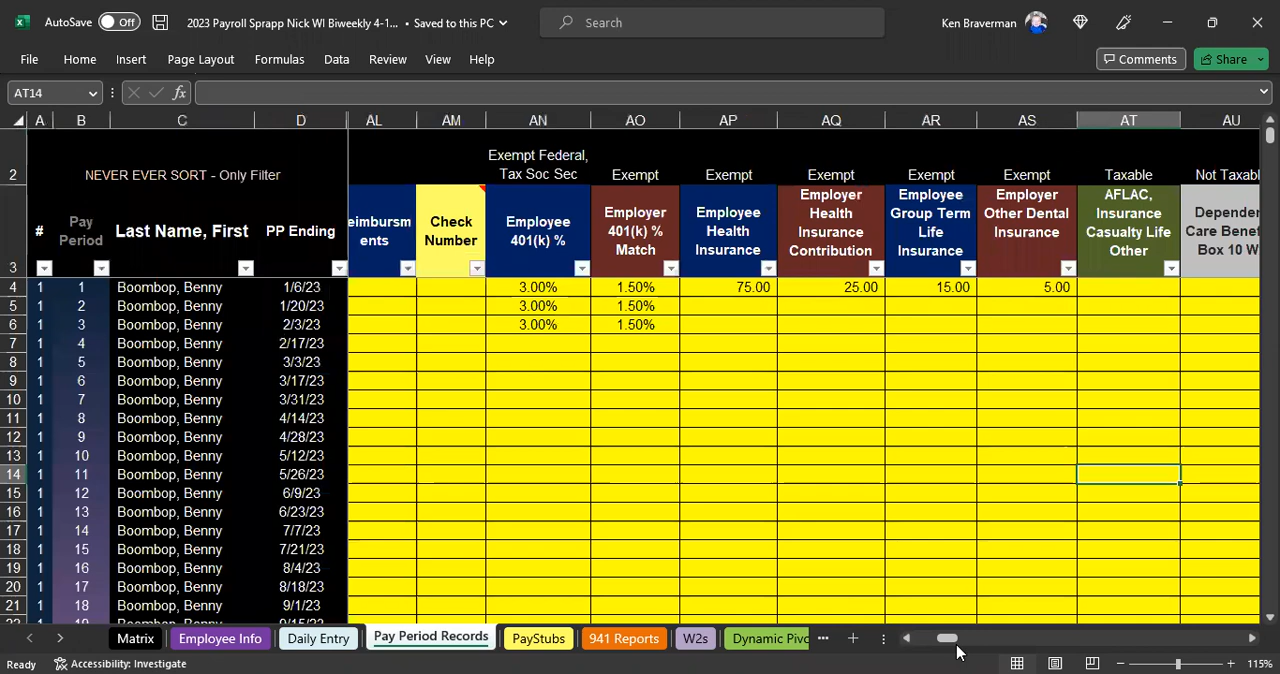 AutoSave Off 2023 Payroll Sprapp Nick WI Biweekly 4-1... • Saved to this PC Search Ken Braverman
File Home Insert Page Layout Formulas Data Review View Help Comments Share
AT14 fx
A B C D AL AM AN AO AP AQ AR AS AT AU
2 NEVER EVER SORT - Only Filter Exempt Federal, Tax Soc Sec Exempt Exempt Exempt Exempt Exempt Taxable Not Taxabl
3 # Pay Period Last Name, First PP Ending eimbursm ents Check Number Employee 401(k) % Employer 401(k) % Match Employee Health Insurance Employer Health Insurance Contribution Employee Group Term Life Insurance Employer Other Dental Insurance AFLAC, Insurance Casualty Life Other Dependen Care Benef Box 10 W
4 1 1 Boombop, Benny 1/6/23 3.00% 1.50% 75.00 25.00 15.00 5.00
5 1 2 Boombop, Benny 1/20/23 3.00% 1.50%
6 1 3 Boombop, Benny 2/3/23 3.00% 1.50%
7 1 4 Boombop, Benny 2/17/23
8 1 5 Boombop, Benny 3/3/23
9 1 6 Boombop, Benny 3/17/23
10 1 7 Boombop, Benny 3/31/23
11 1 8 Boombop, Benny 4/14/23
12 1 9 Boombop, Benny 4/28/23
13 1 10 Boombop, Benny 5/12/23
14 1 11 Boombop, Benny 5/26/23
15 1 12 Boombop, Benny 6/9/23
16 1 13 Boombop, Benny 6/23/23
17 1 14 Boombop, Benny 7/7/23
18 1 15 Boombop, Benny 7/21/23
19 1 16 Boombop, Benny 8/4/23
20 1 17 Boombop, Benny 8/18/23
21 1 18 Boombop, Benny 9/1/23
Matrix Employee Info Daily Entry Pay Period Records PayStubs 941 Reports W2s Dynamic Pivo ...
Ready Accessibility: Investigate 115%